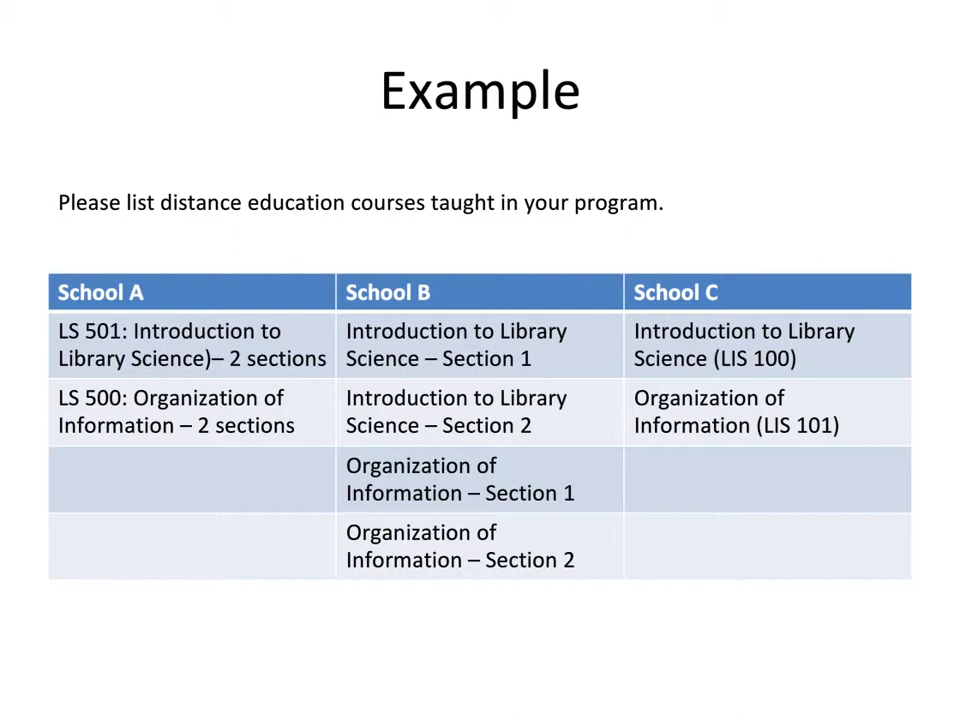 Example
Please list distance education courses taught in your program.
School A
School B
School C
LS 501: Introduction to
Library Science)– 2 sections
Introduction to Library
Science – Section 1
Introduction to Library
Science (LIS 100)
LS 500: Organization of
Information – 2 sections
Introduction to Library
Science – Section 2
Organization of
Information (LIS 101)
Organization of
Information – Section 1
Organization of
Information – Section 2